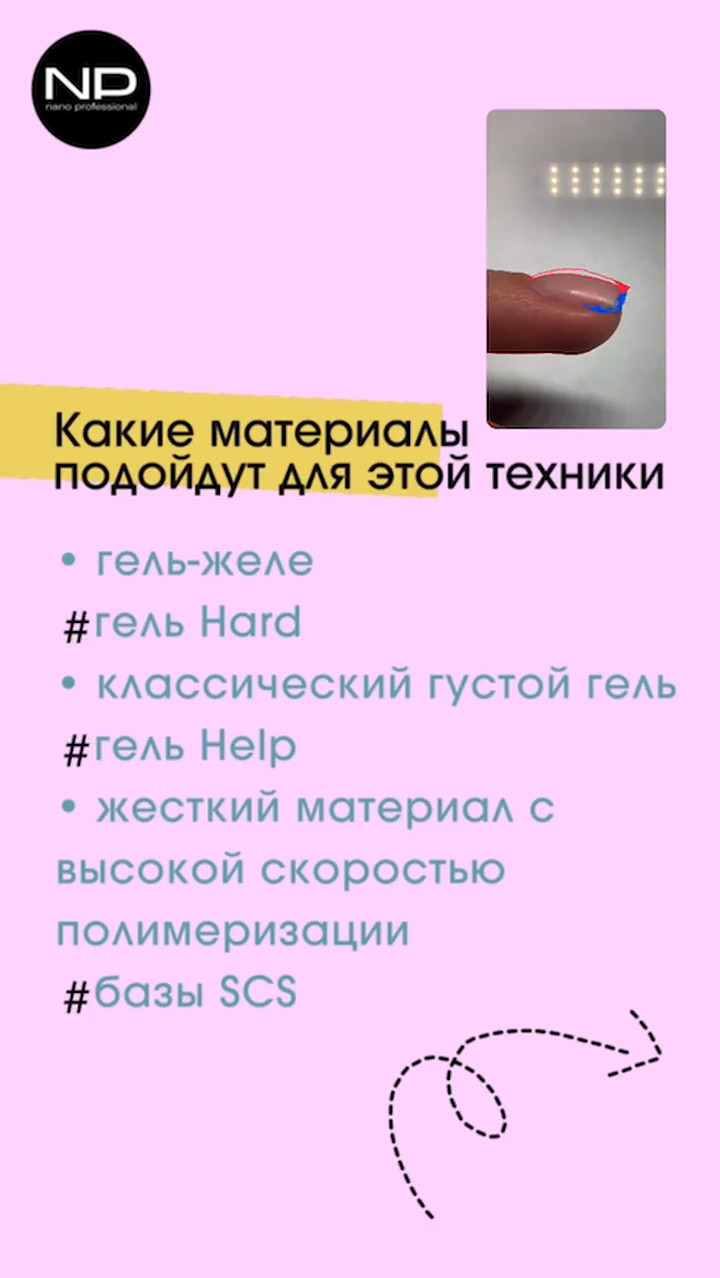 NP
nano professional
Какие материалы
подойдут для этой техники
• гель-желе
#гель Hard
• классический густой гель
#гель Help
• жесткий материал с
высокой скоростью
полимеризации
#базы SCS